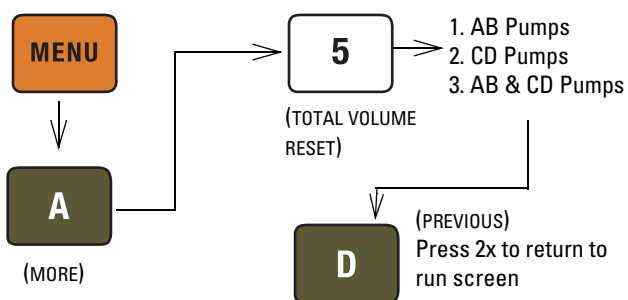 MENU
A
(MORE)
5
(TOTAL VOLUME
RESET)
1. AB Pumps
2. CD Pumps
3. AB & CD Pumps
D
(PREVIOUS)
Press 2x to return to
run screen